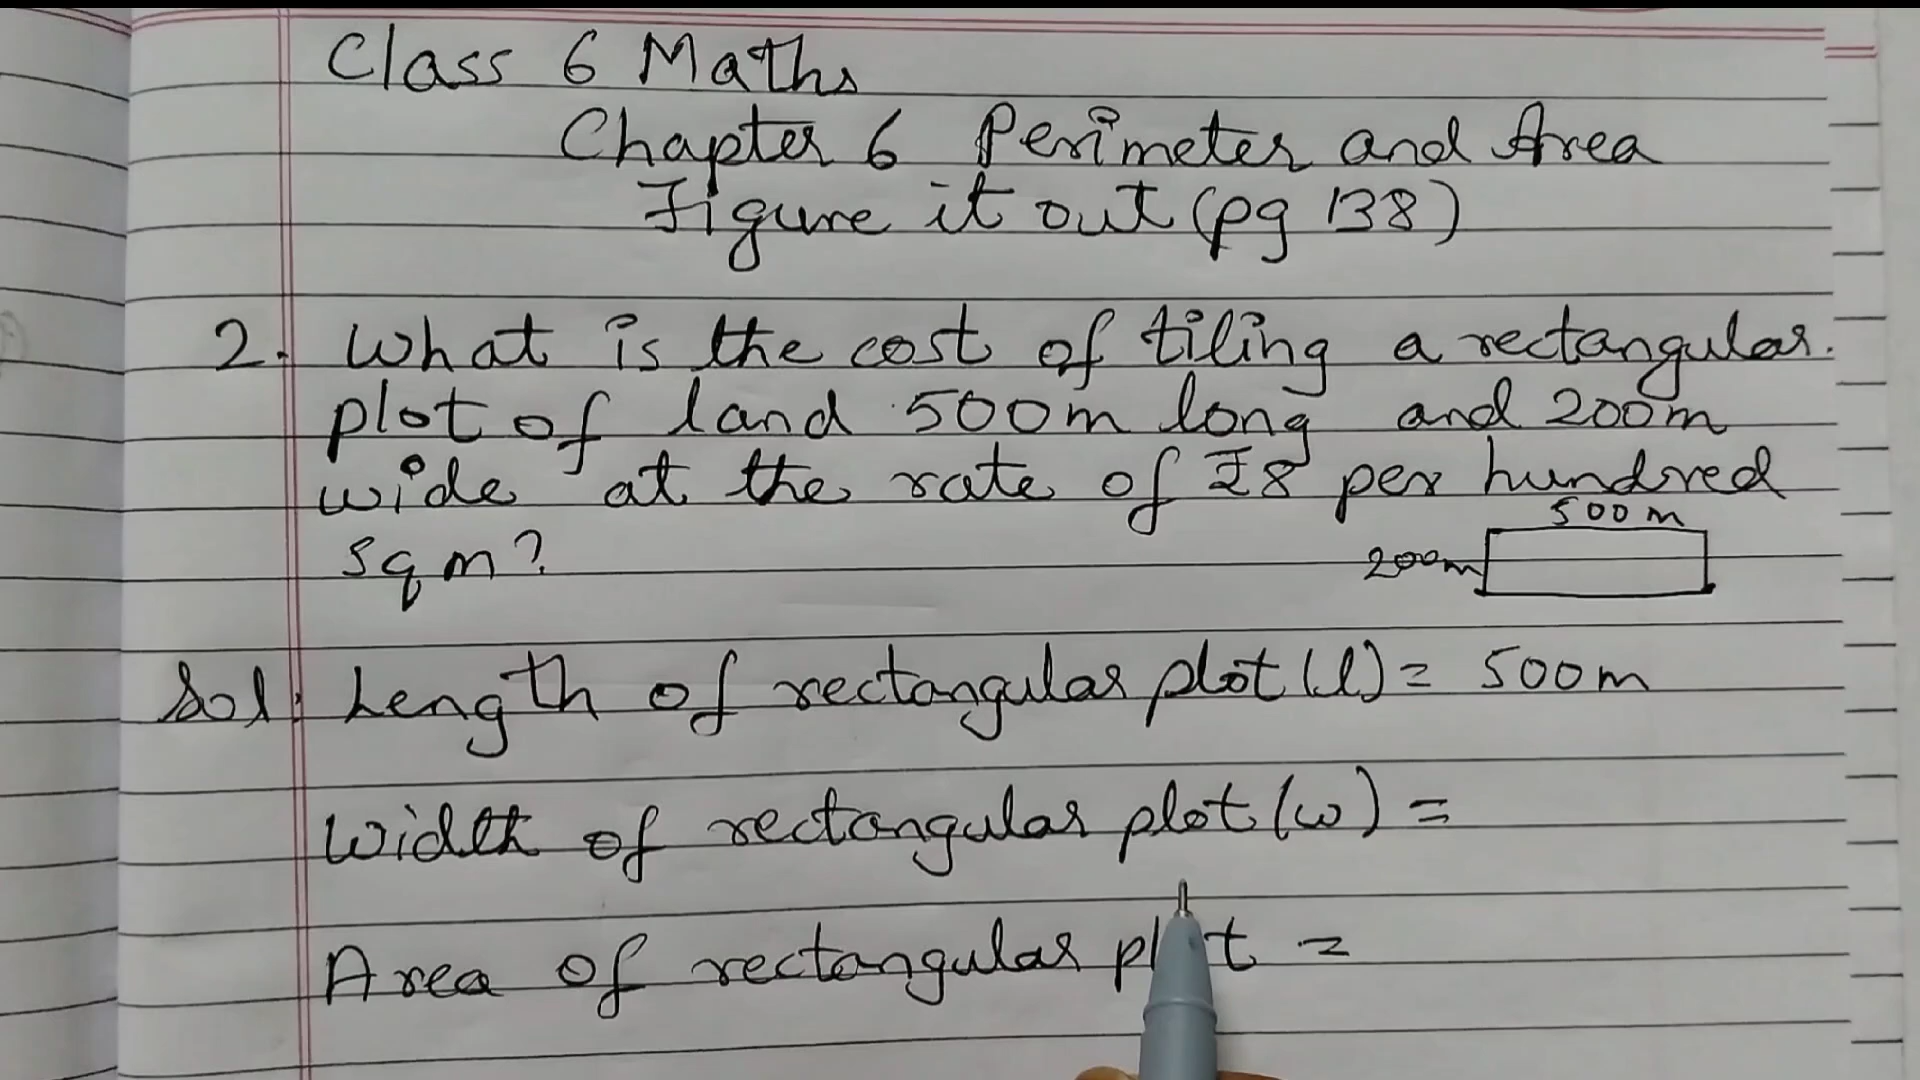 Class 6 Maths
Chapter 6 Perimeter and Area
Figure it out (pg 138)
2. What is the cost of tiling a rectangular
plot of land 500m long and 200m
wide at the rate of ₹8 per hundred
sq m?
500m
200m
Sol: Length of rectangular plot (l) = 500m
Width of rectangular plot (w) =
Area of rectangular plot =